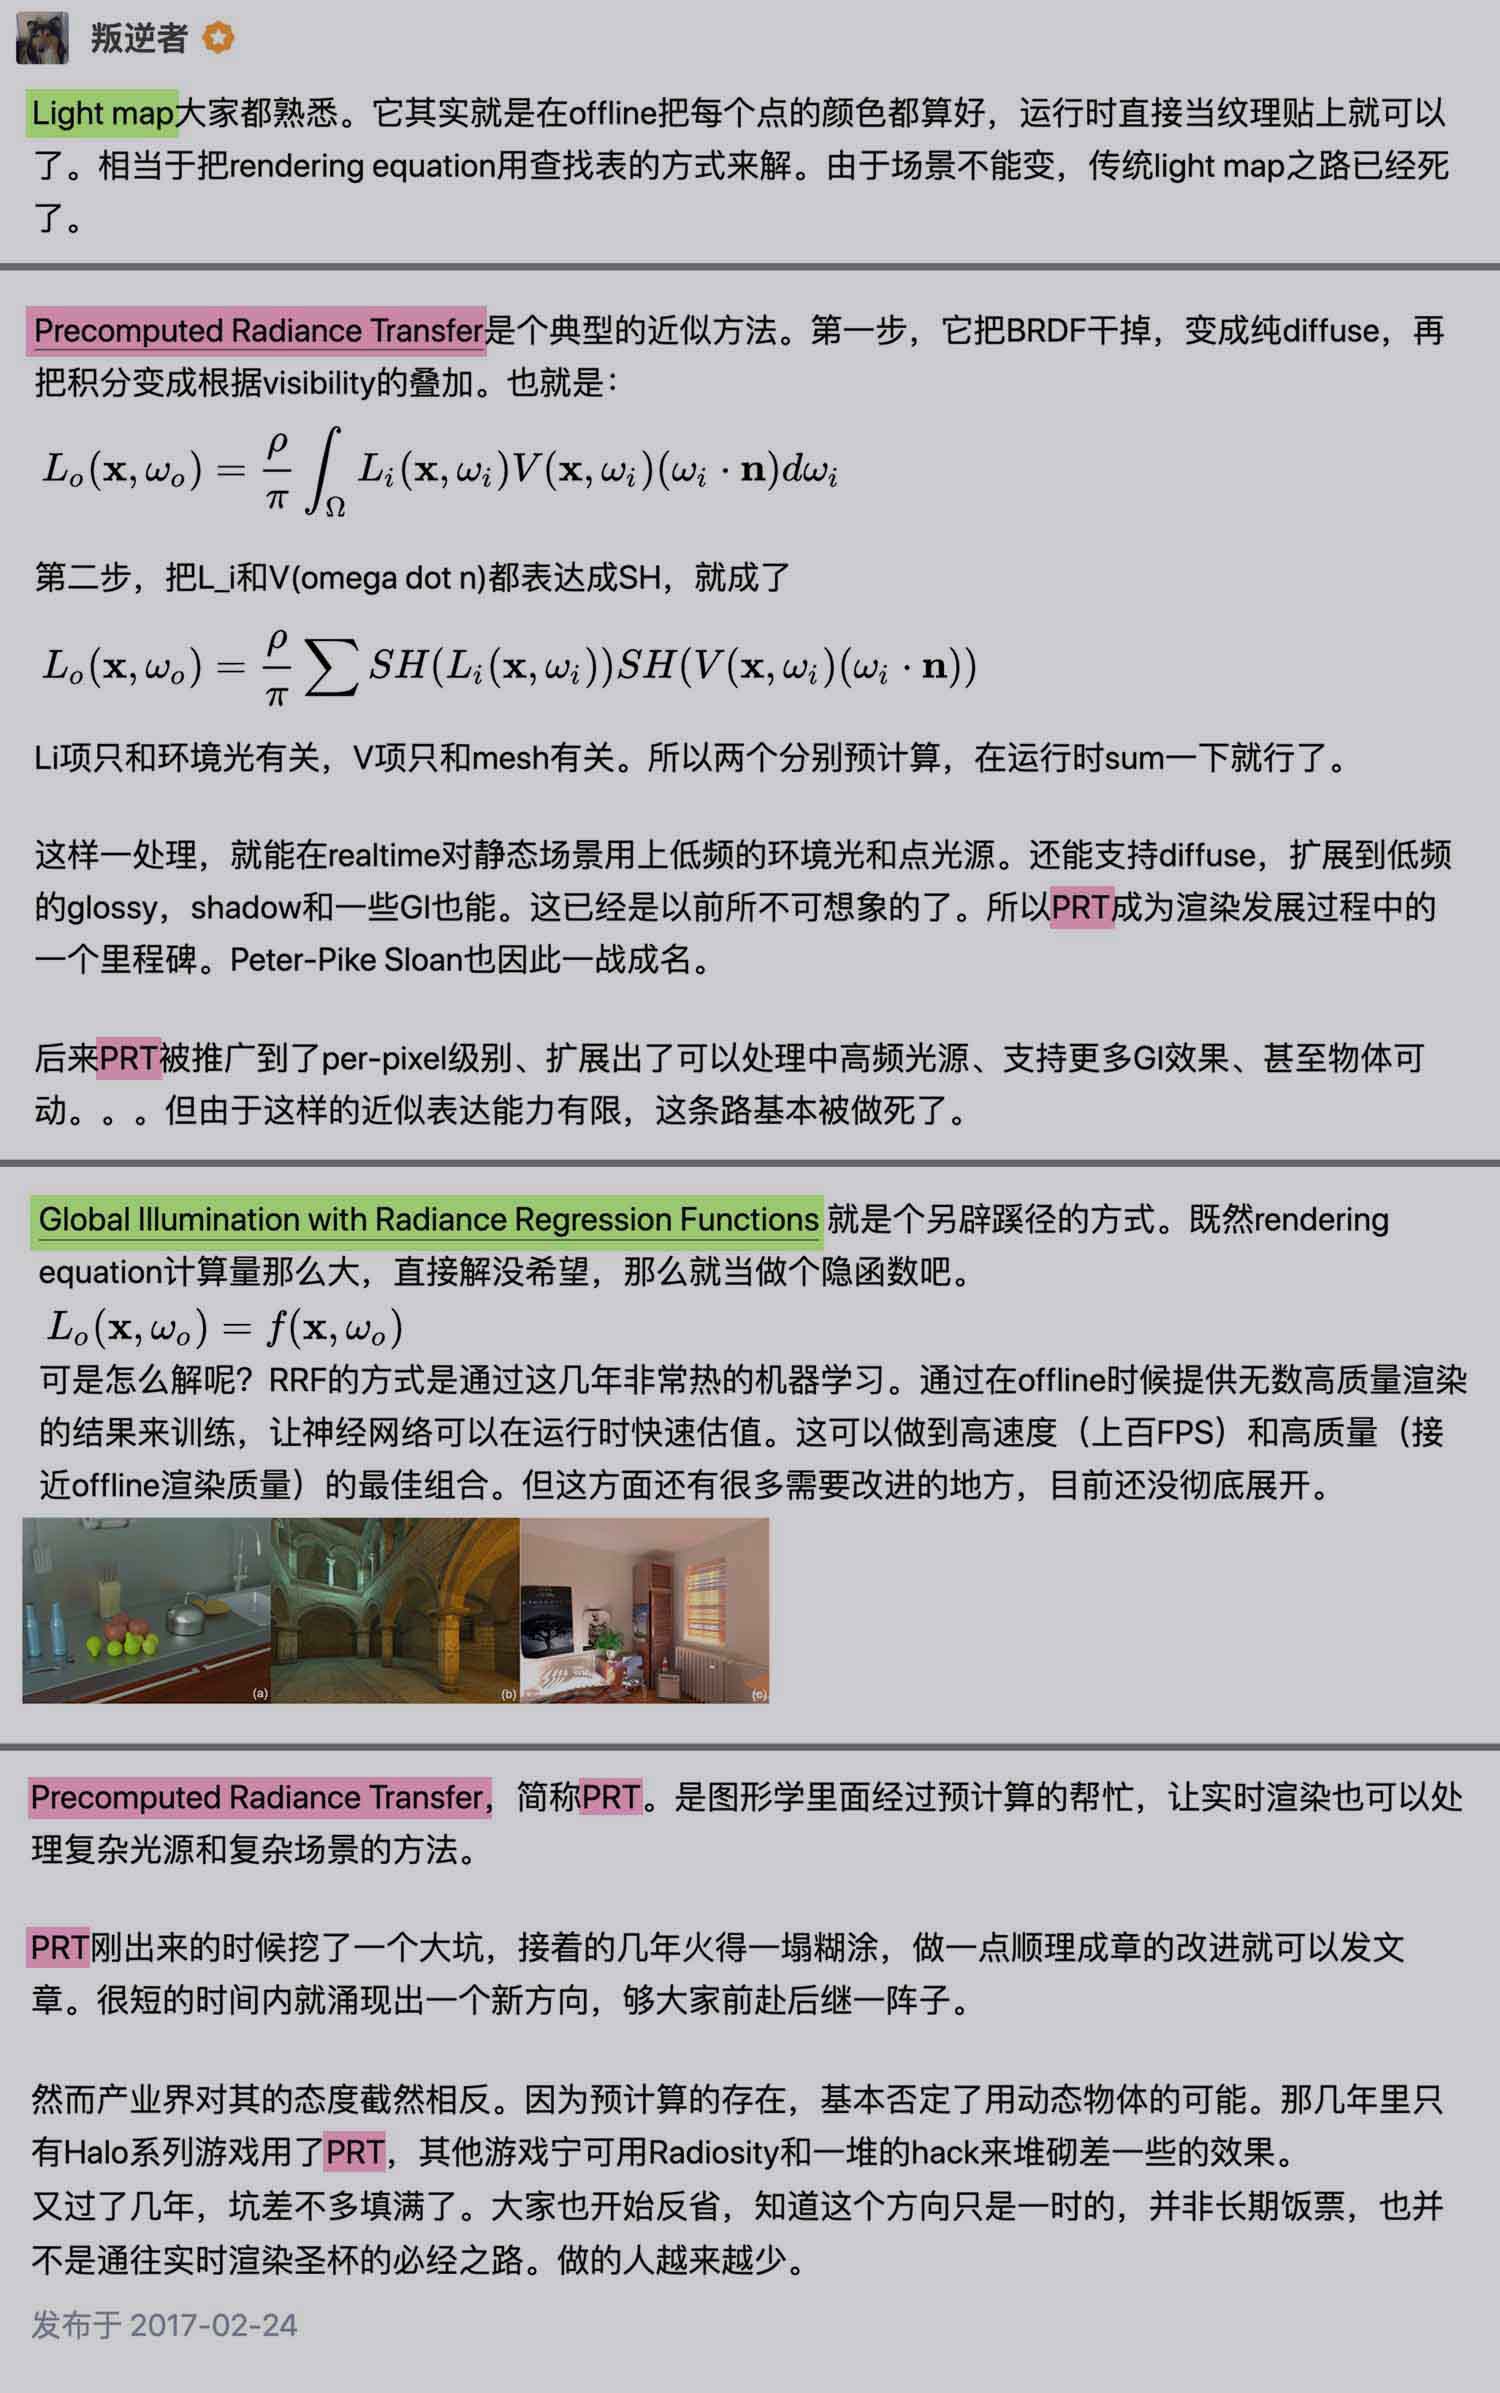 叛逆者
Light map大家都熟悉。它其实就是在offline把每个点的颜色都算好，运行时直接当纹理贴上就可以
了。相当于把rendering equation用查找表的方式来解。由于场景不能变，传统light map之路已经死
了。
Precomputed Radiance Transfer是个典型的近似方法。第一步，它把BRDF干掉，变成纯diffuse，再
把积分变成根据visibility的叠加。也就是：
$L_o(\mathbf{x}, \omega_o) = \frac{\rho}{\pi} \int_{\Omega} L_i(\mathbf{x}, \omega_i) V(\mathbf{x}, \omega_i)(\omega_i \cdot \mathbf{n}) d\omega_i$
第二步，把L_i和V(omega dot n)都表达成SH，就成了
$L_o(\mathbf{x}, \omega_o) = \frac{\rho}{\pi} \sum SH(L_i(\mathbf{x}, \omega_i)) SH(V(\mathbf{x}, \omega_i)(\omega_i \cdot \mathbf{n}))$
Li项只和环境光有关，V项只和mesh有关。所以两个分别预计算，在运行时sum一下就行了。
这样一处理，就能在realtime对静态场景用上低频的环境光和点光源。还能支持diffuse，扩展到低频
的glossy，shadow和一些GI也能。这已经是以前所不可想象的了。所以PRT成为渲染发展过程中的
一个里程碑。Peter-Pike Sloan也因此一战成名。
后来PRT被推广到了per-pixel级别、扩展出了可以处理中高频光源、支持更多GI效果、甚至物体可
动。。。但由于这样的近似表达能力有限，这条路基本被做死了。
Global Illumination with Radiance Regression Functions 就是个另辟蹊径的方式。既然rendering
equation计算量那么大，直接解没希望，那么就当做个隐函数吧。
$L_o(\mathbf{x}, \omega_o) = f(\mathbf{x}, \omega_o)$
可是怎么解呢？RRF的方式是通过这几年非常热的机器学习。通过在offline时候提供无数高质量渲染
的结果来训练，让神经网络可以在运行时快速估值。这可以做到高速度（上百FPS）和高质量（接
近offline渲染质量）的最佳组合。但这方面还有很多需要改进的地方，目前还没彻底展开。
(a) (b) (c)
Precomputed Radiance Transfer，简称PRT。是图形学里面经过预计算的帮忙，让实时渲染也可以处
理复杂光源和复杂场景的方法。
PRT刚出来的时候挖了一个大坑，接着的几年火得一塌糊涂，做一点顺理成章的改进就可以发文
章。很短的时间内就涌现出一个新方向，够大家前赴后继一阵子。
然而产业界对其的态度截然相反。因为预计算的存在，基本否定了用动态物体的可能。那几年里只
有Halo系列游戏用了PRT，其他游戏宁可用Radiosity和一堆的hack来堆砌差一些的效果。
又过了几年，坑差不多填满了。大家也开始反省，知道这个方向只是一时的，并非长期饭票，也并
不是通往实时渲染圣杯的必经之路。做的人越来越少。
发布于 2017-02-24